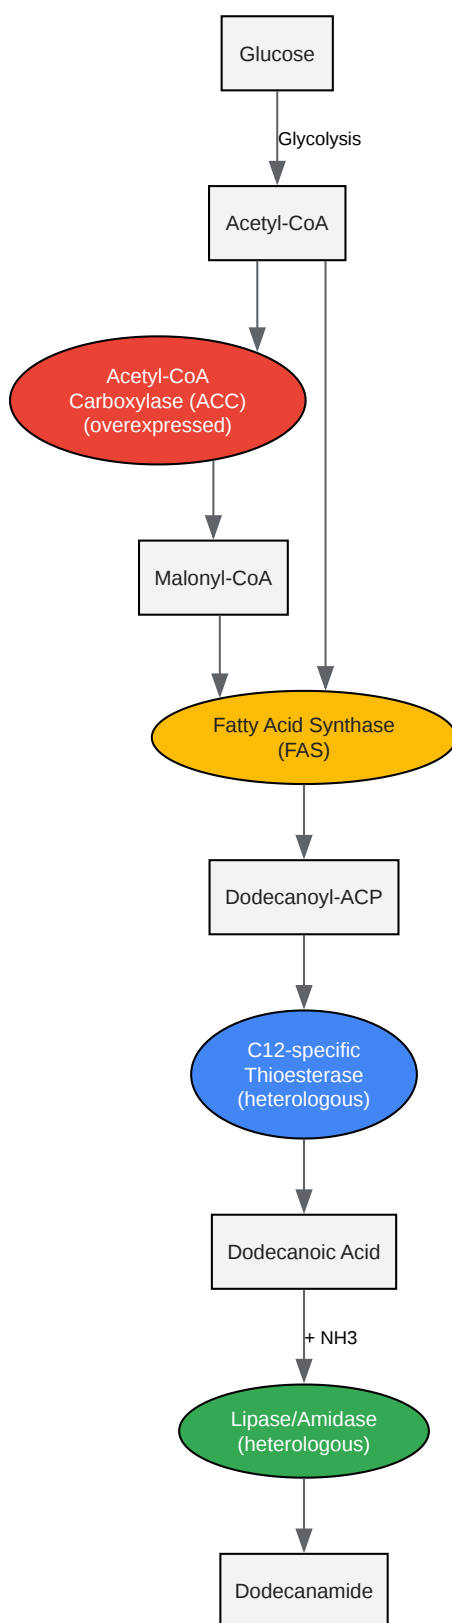 Glucose
Glycolysis
Acetyl-CoA
Acetyl-CoA
Carboxylase (ACC)
(overexpressed)
Malonyl-CoA
Fatty Acid Synthase
(FAS)
Dodecanoyl-ACP
C12-specific
Thioesterase
(heterologous)
Dodecanoic Acid
+ NH3
Lipase/Amidase
(heterologous)
Dodecanamide